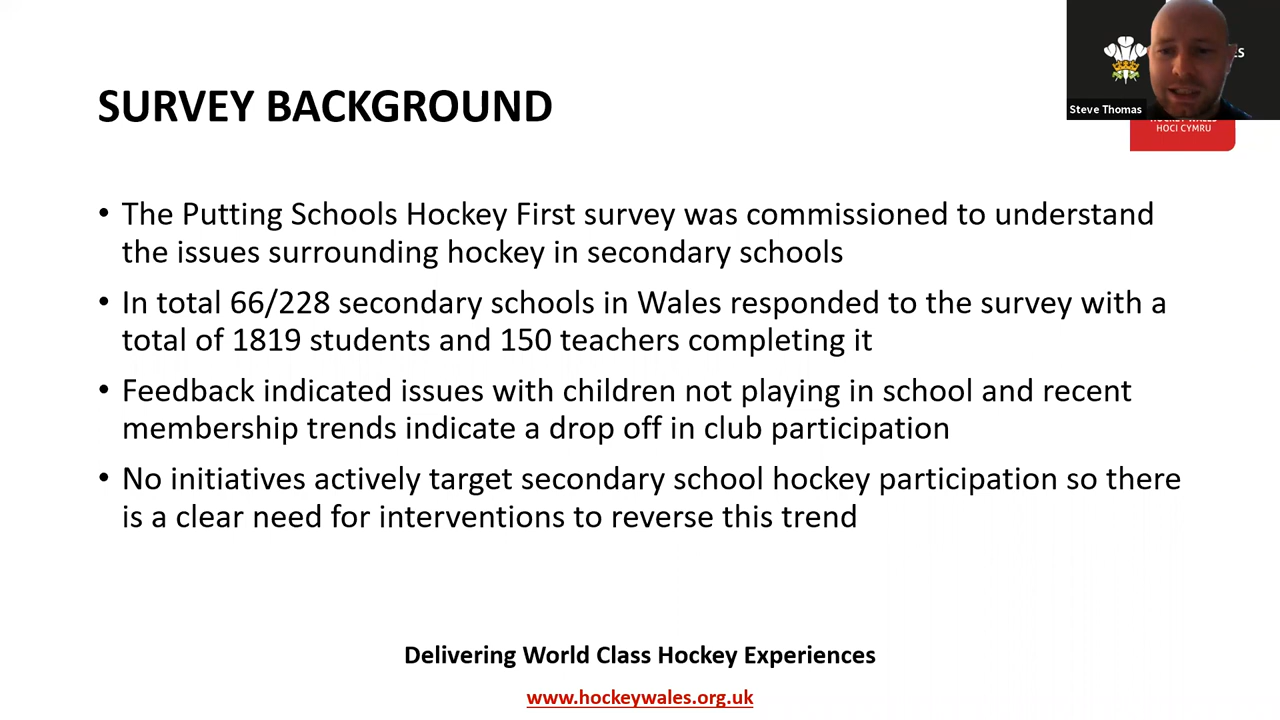 SURVEY BACKGROUND
ES
Steve Thomas
HOCI CYMRU
• The Putting Schools Hockey First survey was commissioned to understand
the issues surrounding hockey in secondary schools
• In total 66/228 secondary schools in Wales responded to the survey with a
total of 1819 students and 150 teachers completing it
• Feedback indicated issues with children not playing in school and recent
membership trends indicate a drop off in club participation
• No initiatives actively target secondary school hockey participation so there
is a clear need for interventions to reverse this trend
Delivering World Class Hockey Experiences
www.hockeywales.org.uk